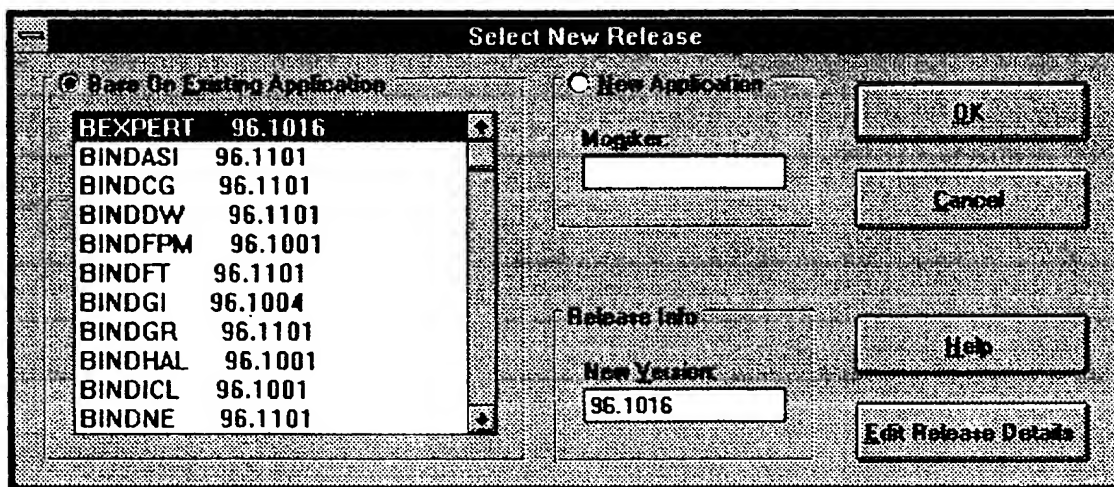 Select New Release
Base On Existing Application
BEXPERT 96.1016
BINDASI 96.1101
BINDCG 96.1101
BINDDW 96.1101
BINDFPM 96.1001
BINDFT 96.1101
BINDGI 96.1004
BINDGR 96.1101
BINDHAL 96.1001
BINDICL 96.1001
BINDNE 96.1101
New Application
Release Info
New Version:
96.1016
OK
Cancel
Help
Edit Release Details